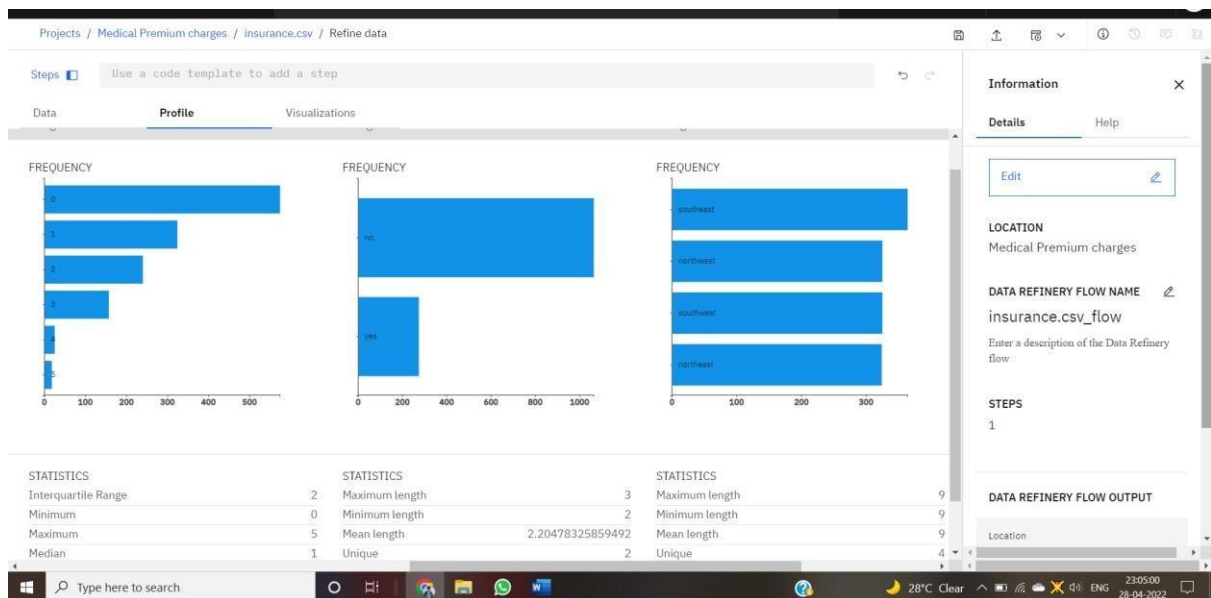 Projects / Medical Premium charges / insurance.csv / Refine data
Steps
Use a code template to add a step
Data
Profile
Visualizations
FREQUENCY
0
1
2
3
4
5
0 100 200 300 400 500
FREQUENCY
no
yes
0 200 400 600 800 1000
FREQUENCY
southeast
northwest
southwest
northeast
0 100 200 300
STATISTICS
Interquartile Range 2
Minimum 0
Maximum 5
Median 1
STATISTICS
Maximum length 3
Minimum length 2
Mean length 2.20478325859492
Unique 2
STATISTICS
Maximum length 9
Minimum length 9
Mean length 9
Unique 4
Information
Details
Help
Edit
LOCATION
Medical Premium charges
DATA REFINERY FLOW NAME
insurance.csv_flow
Enter a description of the Data Refinery
flow
STEPS
1
DATA REFINERY FLOW OUTPUT
Location
Type here to search
28°C Clear
ENG
23:05:00
28-04-2022